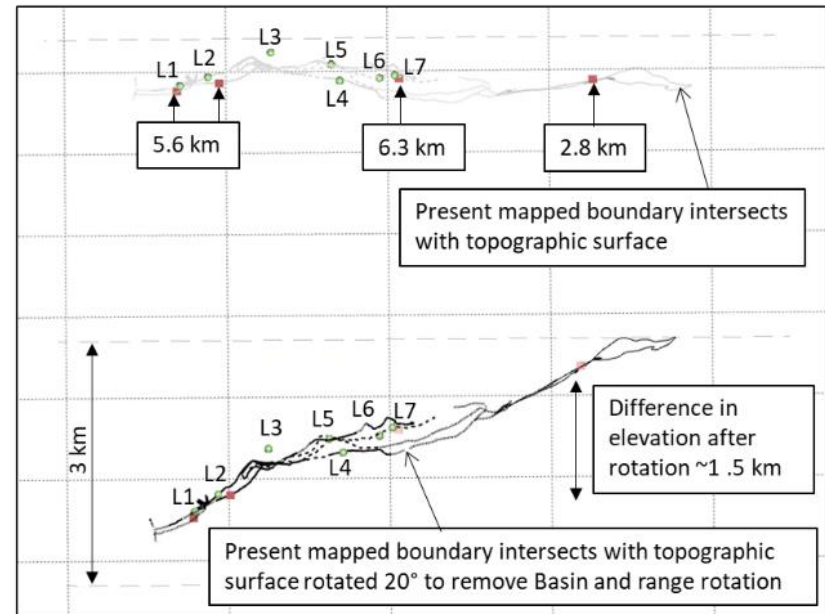 L3
L5
L2
L6
L1
L7
L4
5.6 km
6.3 km
2.8 km
Present mapped boundary intersects
with topographic surface
3 km
L5
L6
L7
L3
L4
L2
L1
Difference in
elevation after
rotation ~1 .5 km
Present mapped boundary intersects with topographic
surface rotated 20° to remove Basin and range rotation